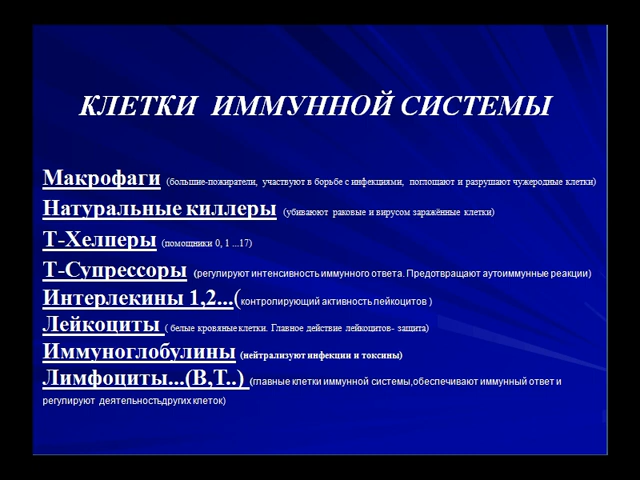 КЛЕТКИ ИММУННОЙ СИСТЕМЫ
Макрофаги (большие-пожиратели, участвуют в борьбе с инфекциями, поглощают и разрушают чужеродные клетки)
Натуральные киллеры (убивают раковые и вирусом заражённые клетки)
Т-Хелперы (помощники 0, 1 ...17)
Т-Супрессоры (регулируют интенсивность иммунного ответа. Предотвращают аутоиммунные реакции)
Интерлекины 1,2...(контролирующий активность лейкоцитов )
Лейкоциты ( белые кровяные клетки. Главное действие лейкоцитов- защита)
Иммуноглобулины (нейтрализуют инфекции и токсины)
Лимфоциты...(В,Т..) (главные клетки иммунной системы,обеспечивают иммунный ответ и
регулируют деятельностьдругих клеток)